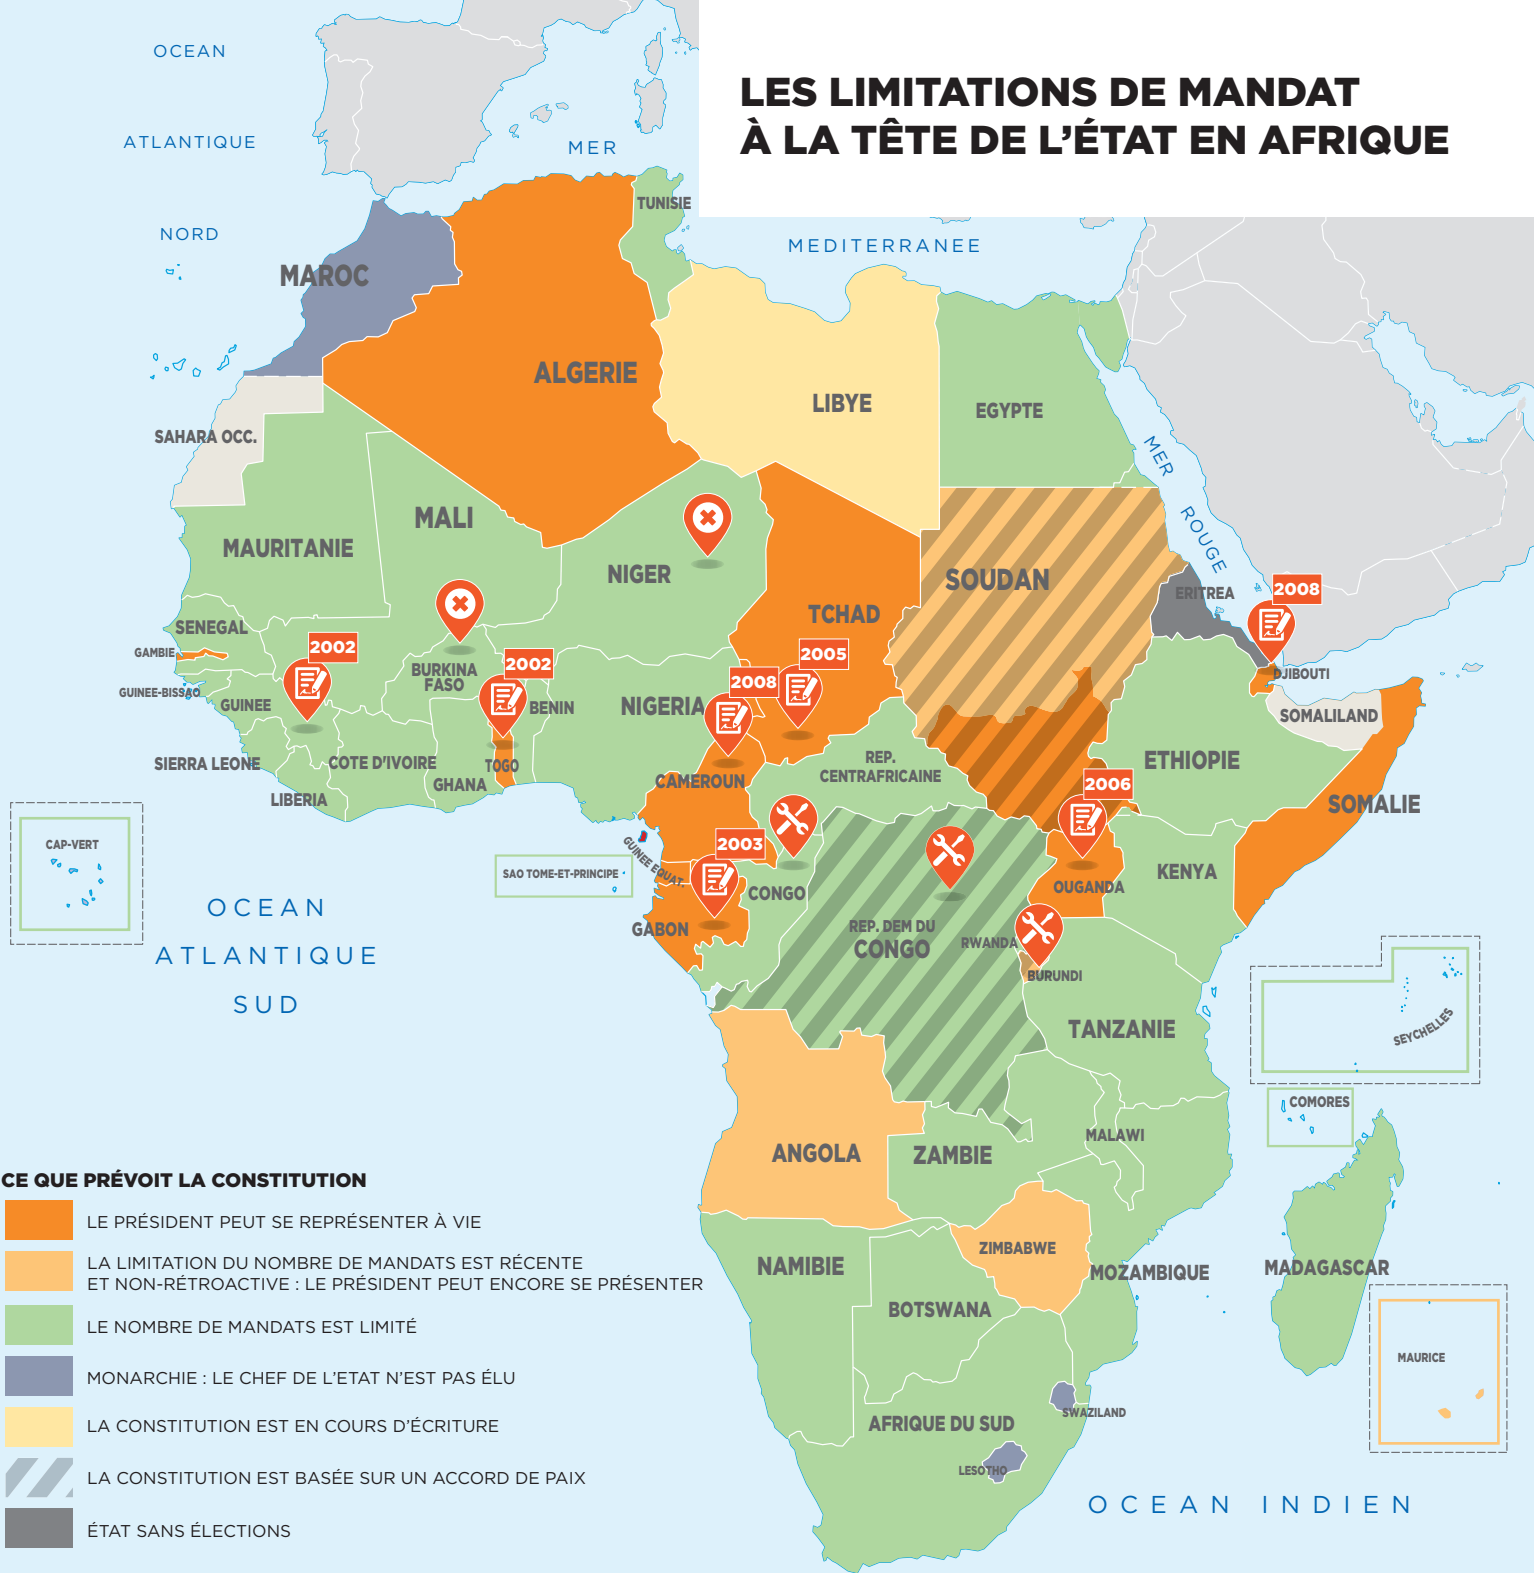 LES LIMITATIONS DE MANDAT
À LA TÊTE DE L'ÉTAT EN AFRIQUE
OCEAN
ATLANTIQUE
NORD
MER
MEDITERRANEE
TUNISIE
MAROC
ALGERIE
LIBYE
EGYPTE
SAHARA OCC.
MER ROUGE
MAURITANIE
MALI
NIGER
TCHAD
SOUDAN
ERITREA
2008
DJIBOUTI
SENEGAL
GAMBIE
GUINEE-BISSAO
GUINEE
2002
BURKINA
FASO
2002
BENIN
NIGERIA
2008
2005
SOMALILAND
ETHIOPIE
SOMALIE
SIERRA LEONE
LIBERIA
COTE D'IVOIRE
GHANA
TOGO
CAMEROUN
REP.
CENTRAFRICAINE
2006
OUGANDA
KENYA
CAP-VERT
SAO TOME-ET-PRINCIPE
GUINEE EQUAT.
2003
GABON
CONGO
REP. DEM DU
CONGO
RWANDA
BURUNDI
TANZANIE
OCEAN
ATLANTIQUE
SUD
SEYCHELLES
COMORES
ANGOLA
ZAMBIE
MALAWI
NAMIBIE
ZIMBABWE
BOTSWANA
MOZAMBIQUE
MADAGASCAR
MAURICE
AFRIQUE DU SUD
SWAZILAND
LESOTHO
OCEAN INDIEN
CE QUE PRÉVOIT LA CONSTITUTION
LE PRÉSIDENT PEUT SE REPRÉSENTER À VIE
LA LIMITATION DU NOMBRE DE MANDATS EST RÉCENTE
ET NON-RÉTROACTIVE : LE PRÉSIDENT PEUT ENCORE SE PRÉSENTER
LE NOMBRE DE MANDATS EST LIMITÉ
MONARCHIE : LE CHEF DE L'ETAT N'EST PAS ÉLU
LA CONSTITUTION EST EN COURS D'ÉCRITURE
LA CONSTITUTION EST BASÉE SUR UN ACCORD DE PAIX
ÉTAT SANS ÉLECTIONS